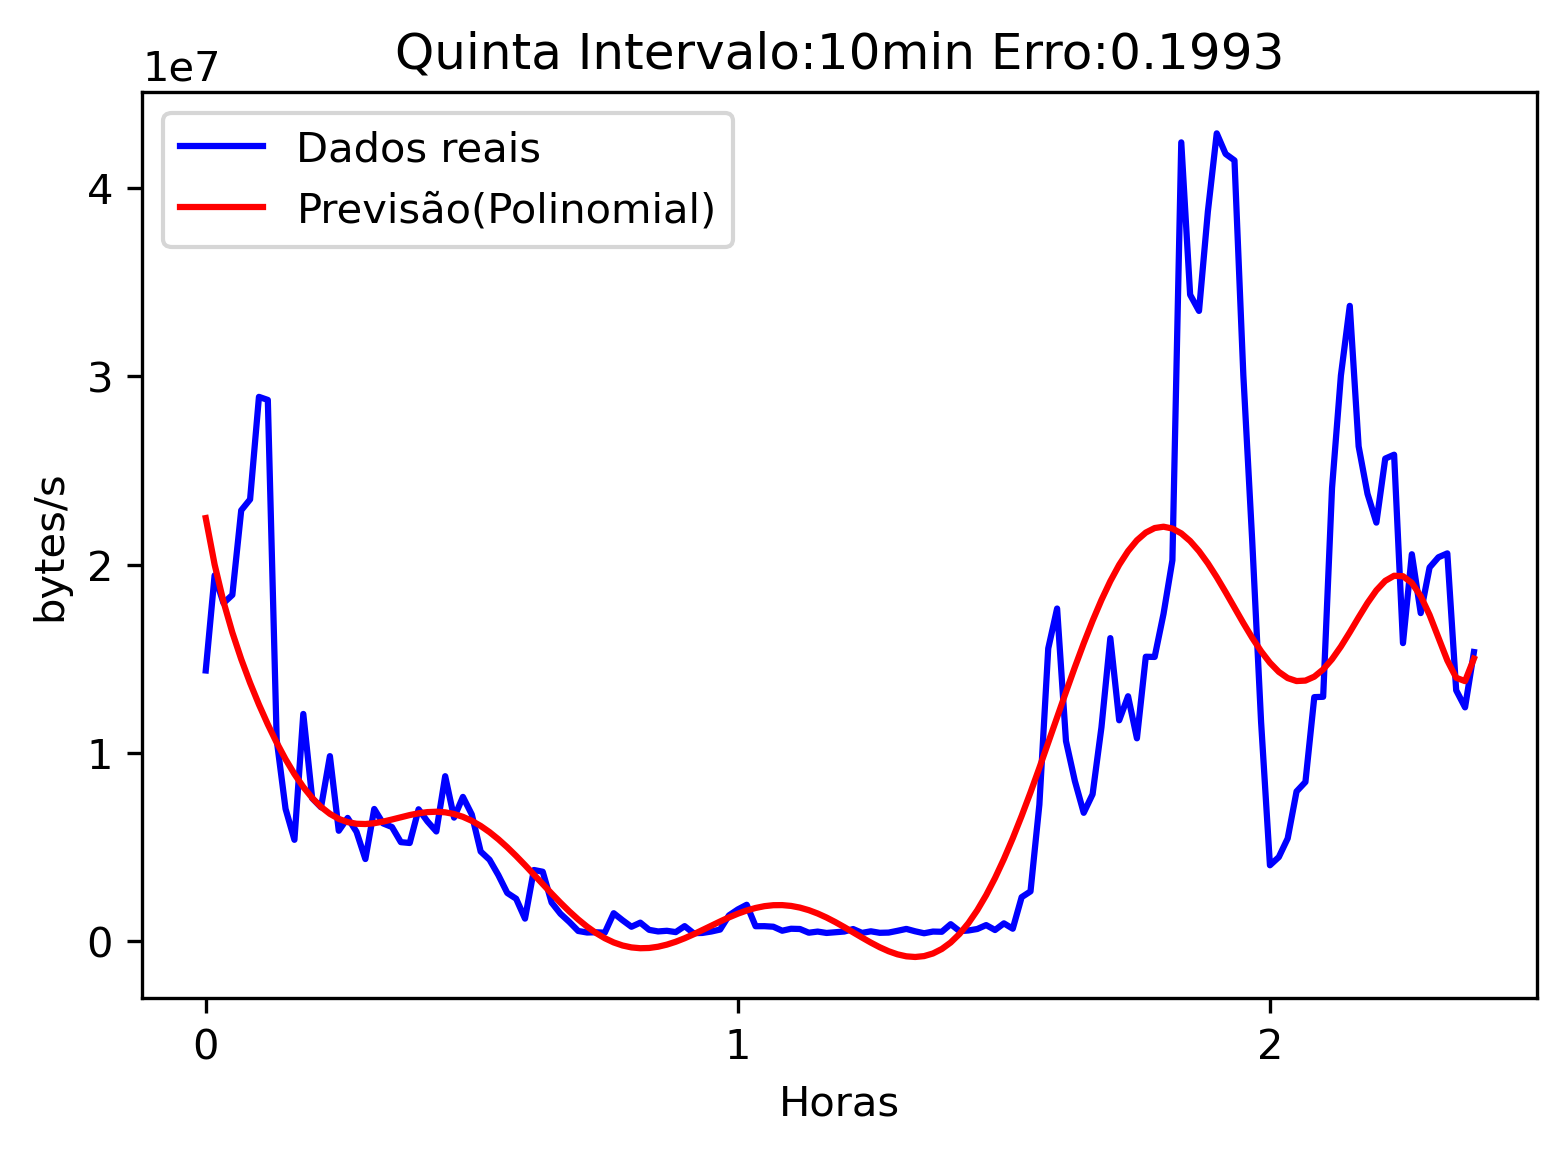 Quinta Intervalo:10min Erro:0.1993
1e7
Dados reais
Previsão(Polinomial)
4
3
2
1
0
bytes/s
0 1 2
Horas